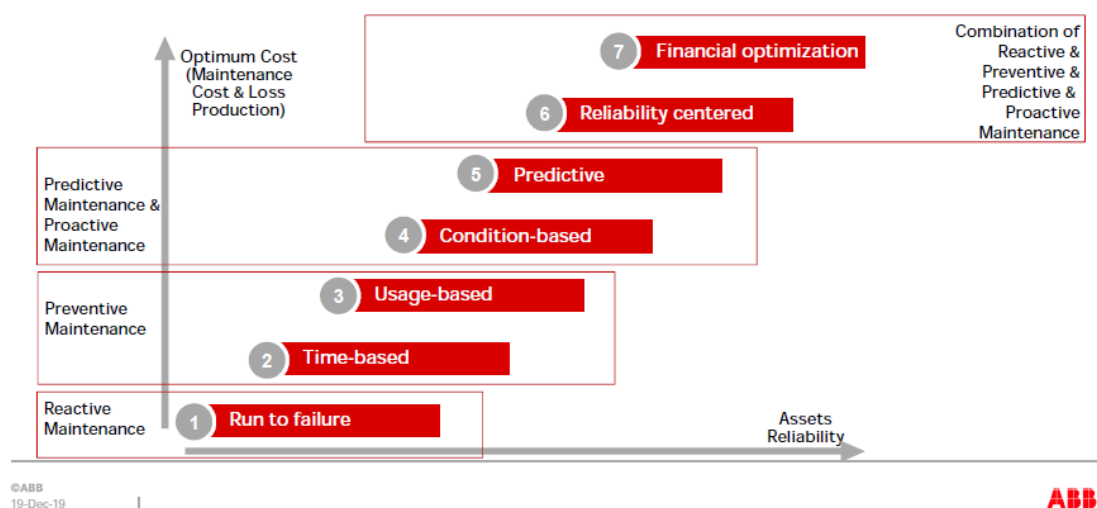 Optimum Cost
(Maintenance
Cost & Loss
Production)
7 Financial optimization
Combination of
Reactive &
Preventive &
Predictive &
Proactive
Maintenance
6 Reliability centered
Predictive
Maintenance &
Proactive
Maintenance
5 Predictive
4 Condition-based
Preventive
Maintenance
3 Usage-based
2 Time-based
Reactive
Maintenance
1 Run to failure
Assets
Reliability
©ABB
19-Dec-19
ABB